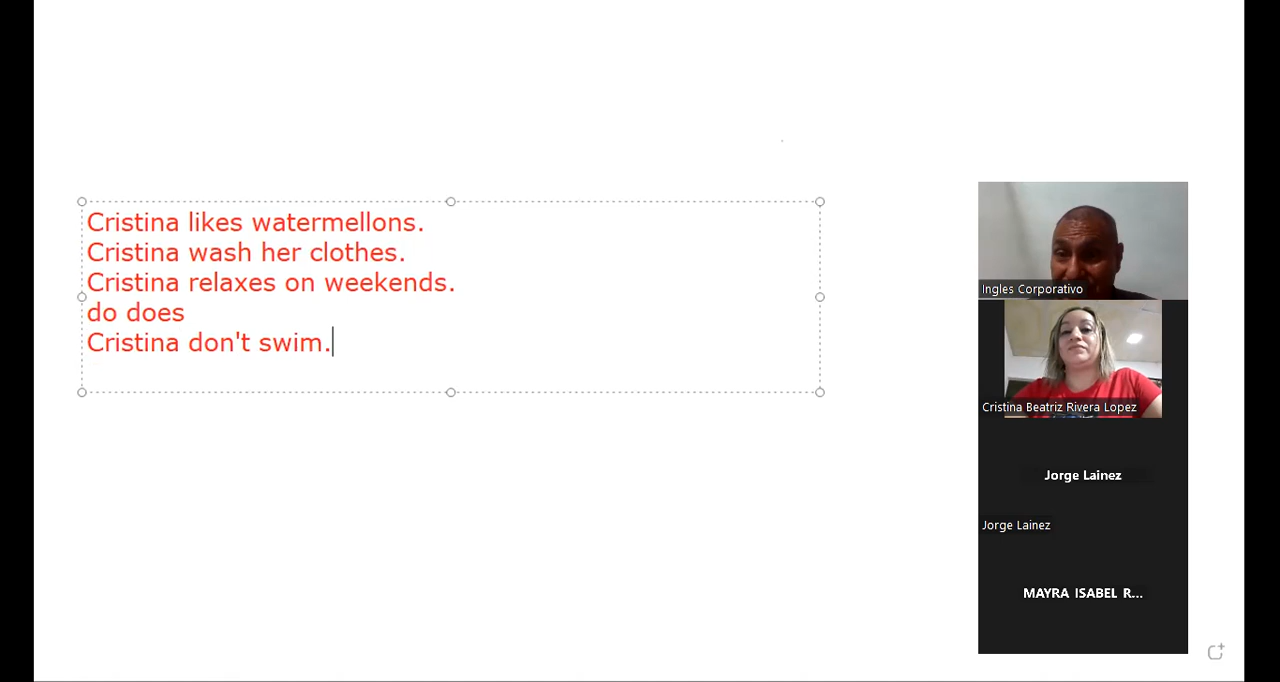 Cristina likes watermellons.
Cristina wash her clothes.
Cristina relaxes on weekends.
do does
Cristina don't swim.
Ingles Corporativo
Cristina Beatriz Rivera Lopez
Jorge Lainez
Jorge Lainez
MAYRA ISABEL R...